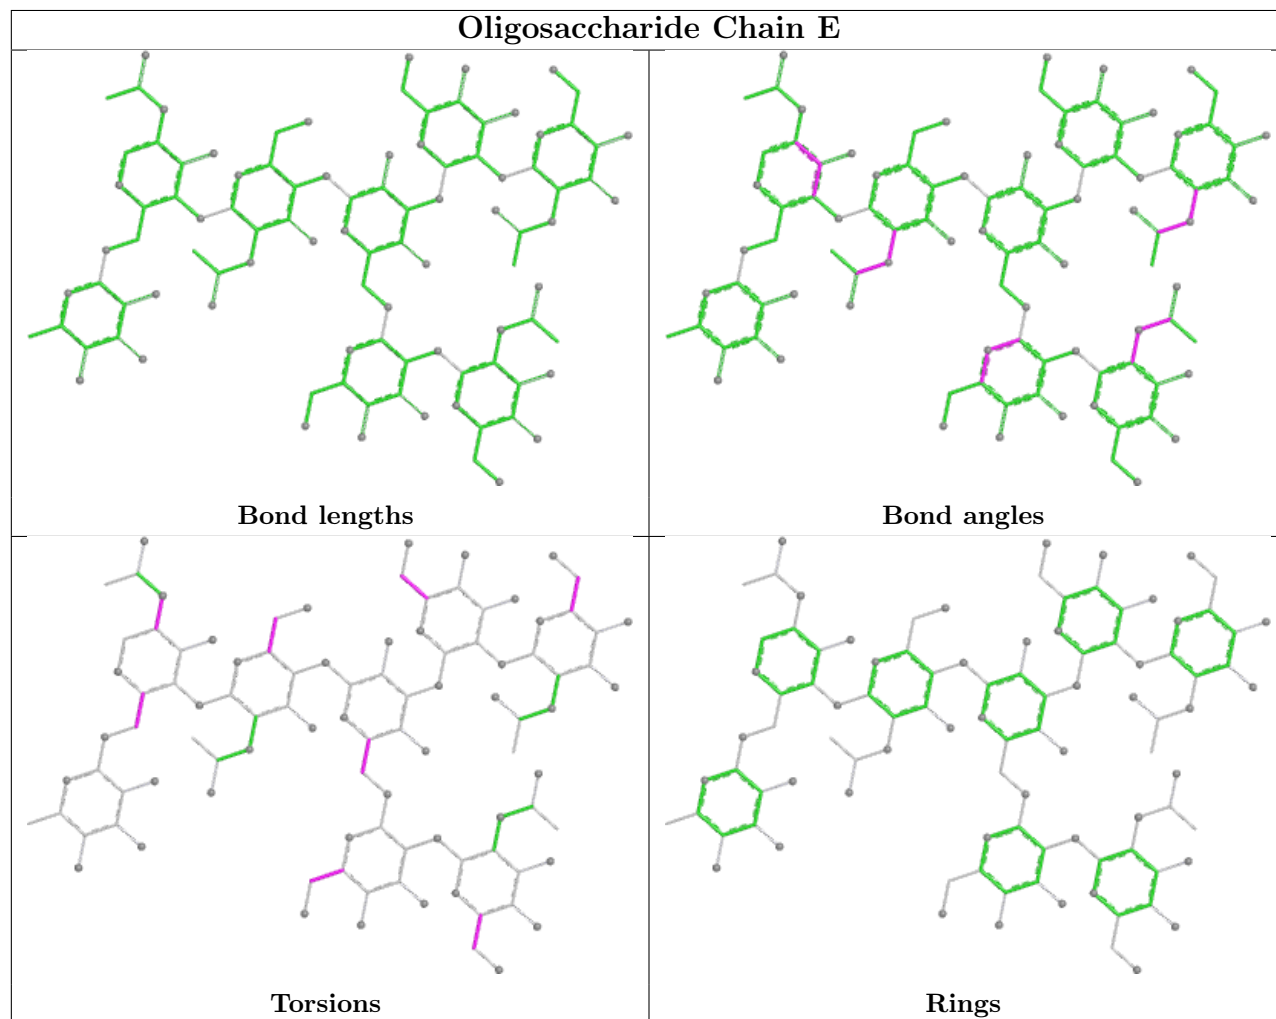 Oligosaccharide Chain E
Bond lengths
Bond angles
Torsions
Rings